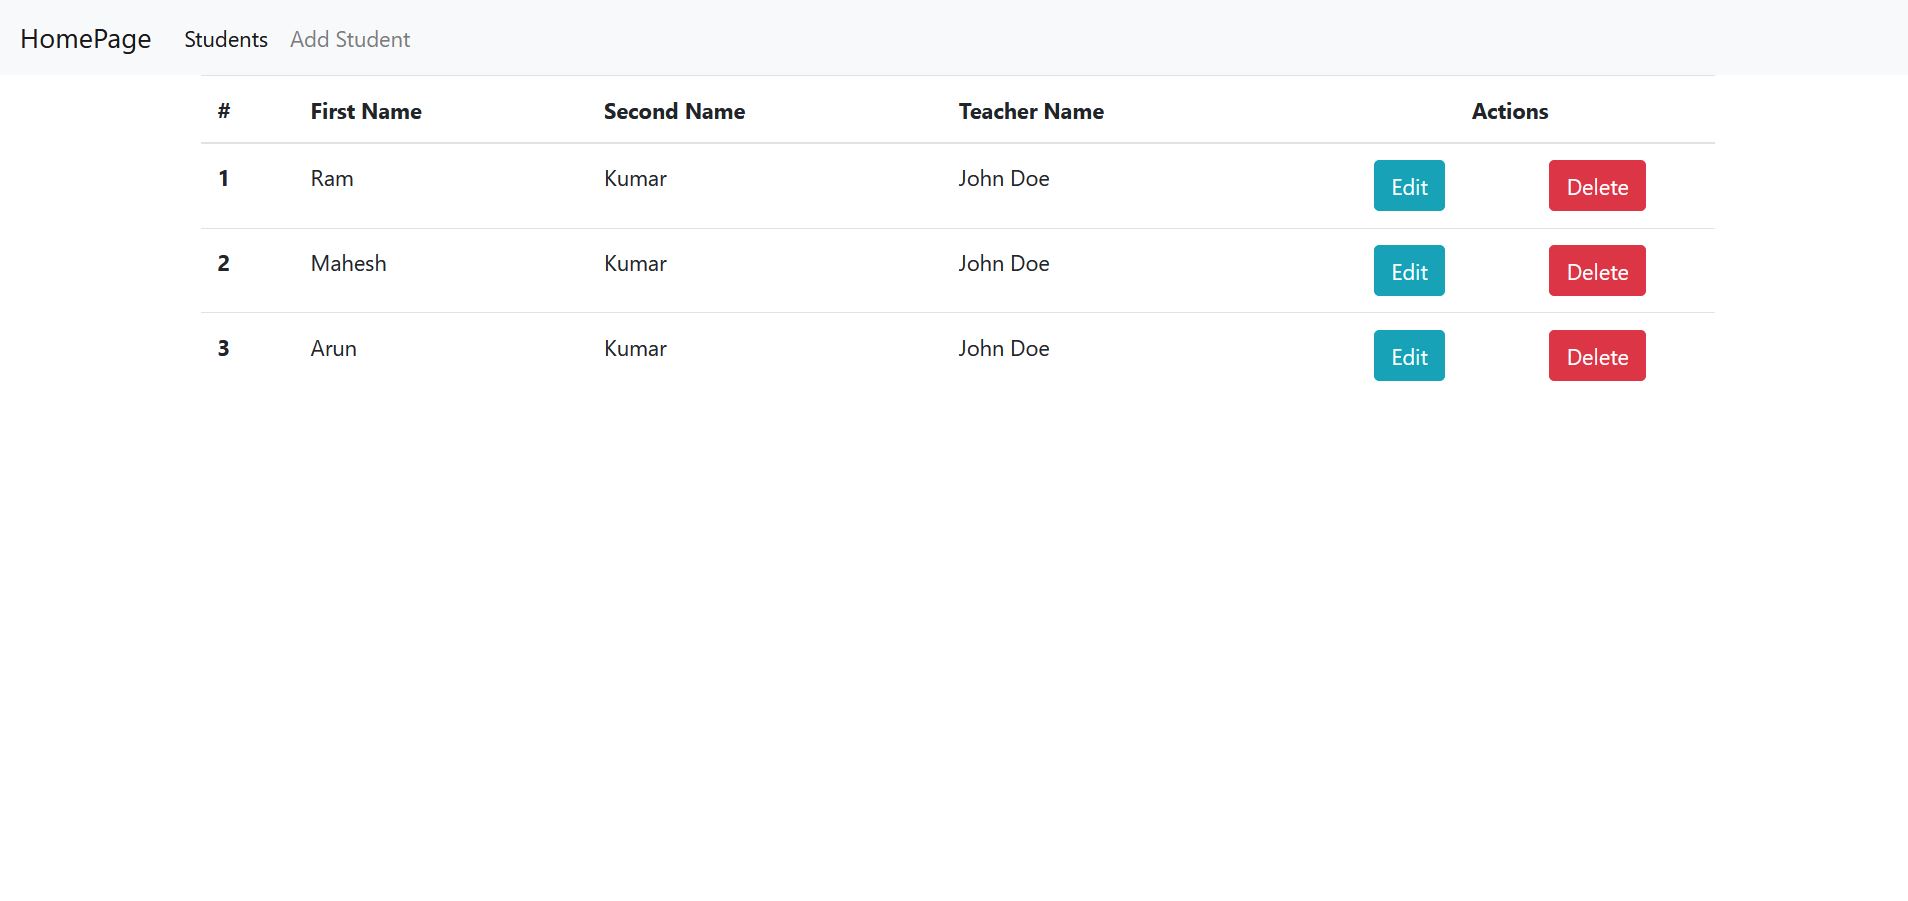 HomePage Students Add Student
# First Name Second Name Teacher Name Actions
1 Ram Kumar John Doe Edit Delete
2 Mahesh Kumar John Doe Edit Delete
3 Arun Kumar John Doe Edit Delete